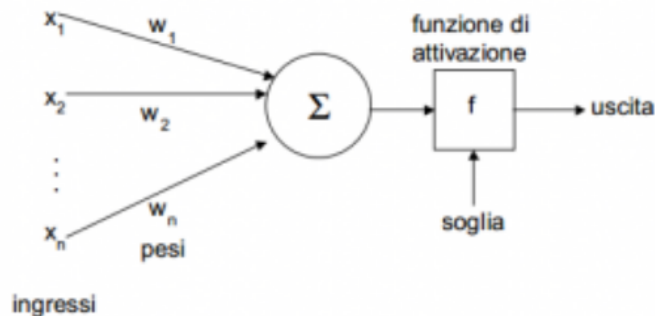 x1
w1
funzione di
attivazione
x2
w2
Σ
f
uscita
⋮
xn
wn
pesi
soglia
ingressi